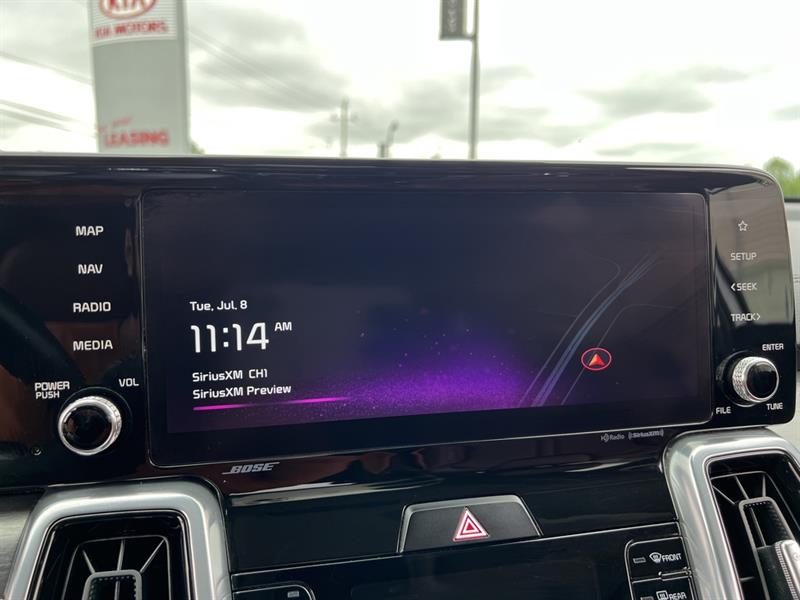 KIA
KIA MOTORS
LEASING
MAP
NAV
RADIO
MEDIA
POWER
PUSH
VOL
Tue, Jul. 8
11:14 AM
SiriusXM CH1
SiriusXM Preview
SETUP
<SEEK
TRACK>
ENTER
FILE
TUNE
HD Radio ((SiriusXM))
BOSE
FRONT
REAR